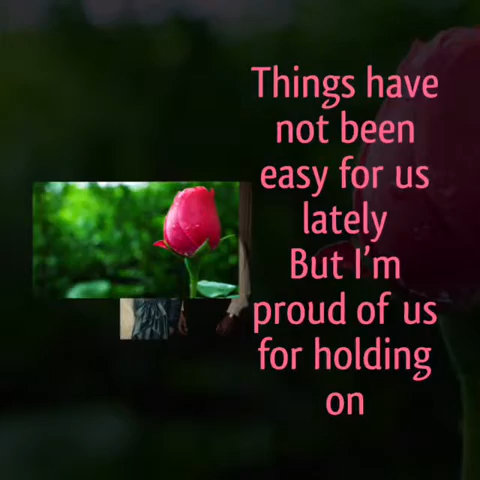 Things have
not been
easy for us
lately
But I'm
proud of us
for holding
on